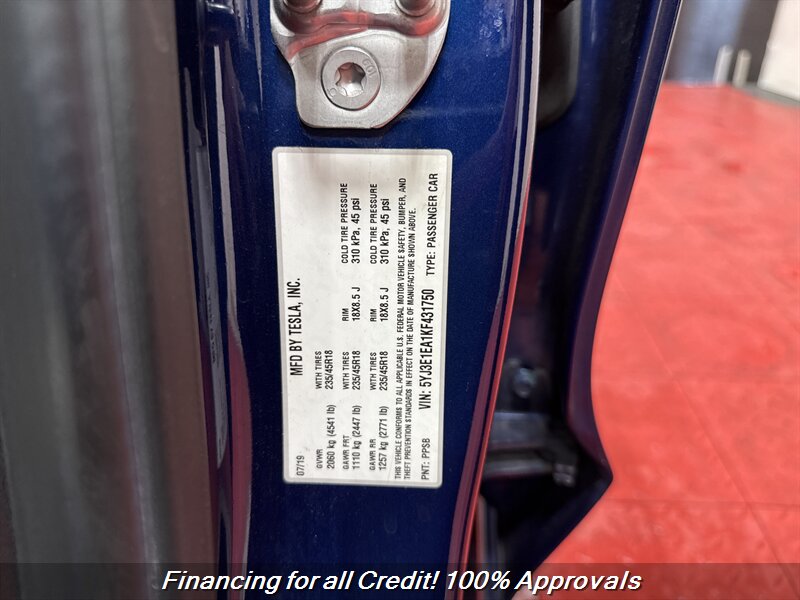 MFD BY TESLA, INC.
07/19
GVWR WITH TIRES RIM COLD TIRE PRESSURE
2060 kg (4541 lb) 235/45R18 18X8.5 J 310 kPa, 45 psi
GAWR FRT WITH TIRES RIM COLD TIRE PRESSURE
1110 kg (2447 lb) 235/45R18 18X8.5 J 310 kPa, 45 psi
GAWR RR WITH TIRES
1257 kg (2771 lb) 235/45R18
THIS VEHICLE CONFORMS TO ALL APPLICABLE U.S. FEDERAL MOTOR VEHICLE SAFETY, BUMPER, AND
THEFT PREVENTION STANDARDS IN EFFECT ON THE DATE OF MANUFACTURE SHOWN ABOVE.
PNT: PPSB VIN: 5YJ3E1EA1KF431750 TYPE: PASSENGER CAR
Financing for all Credit! 100% Approvals